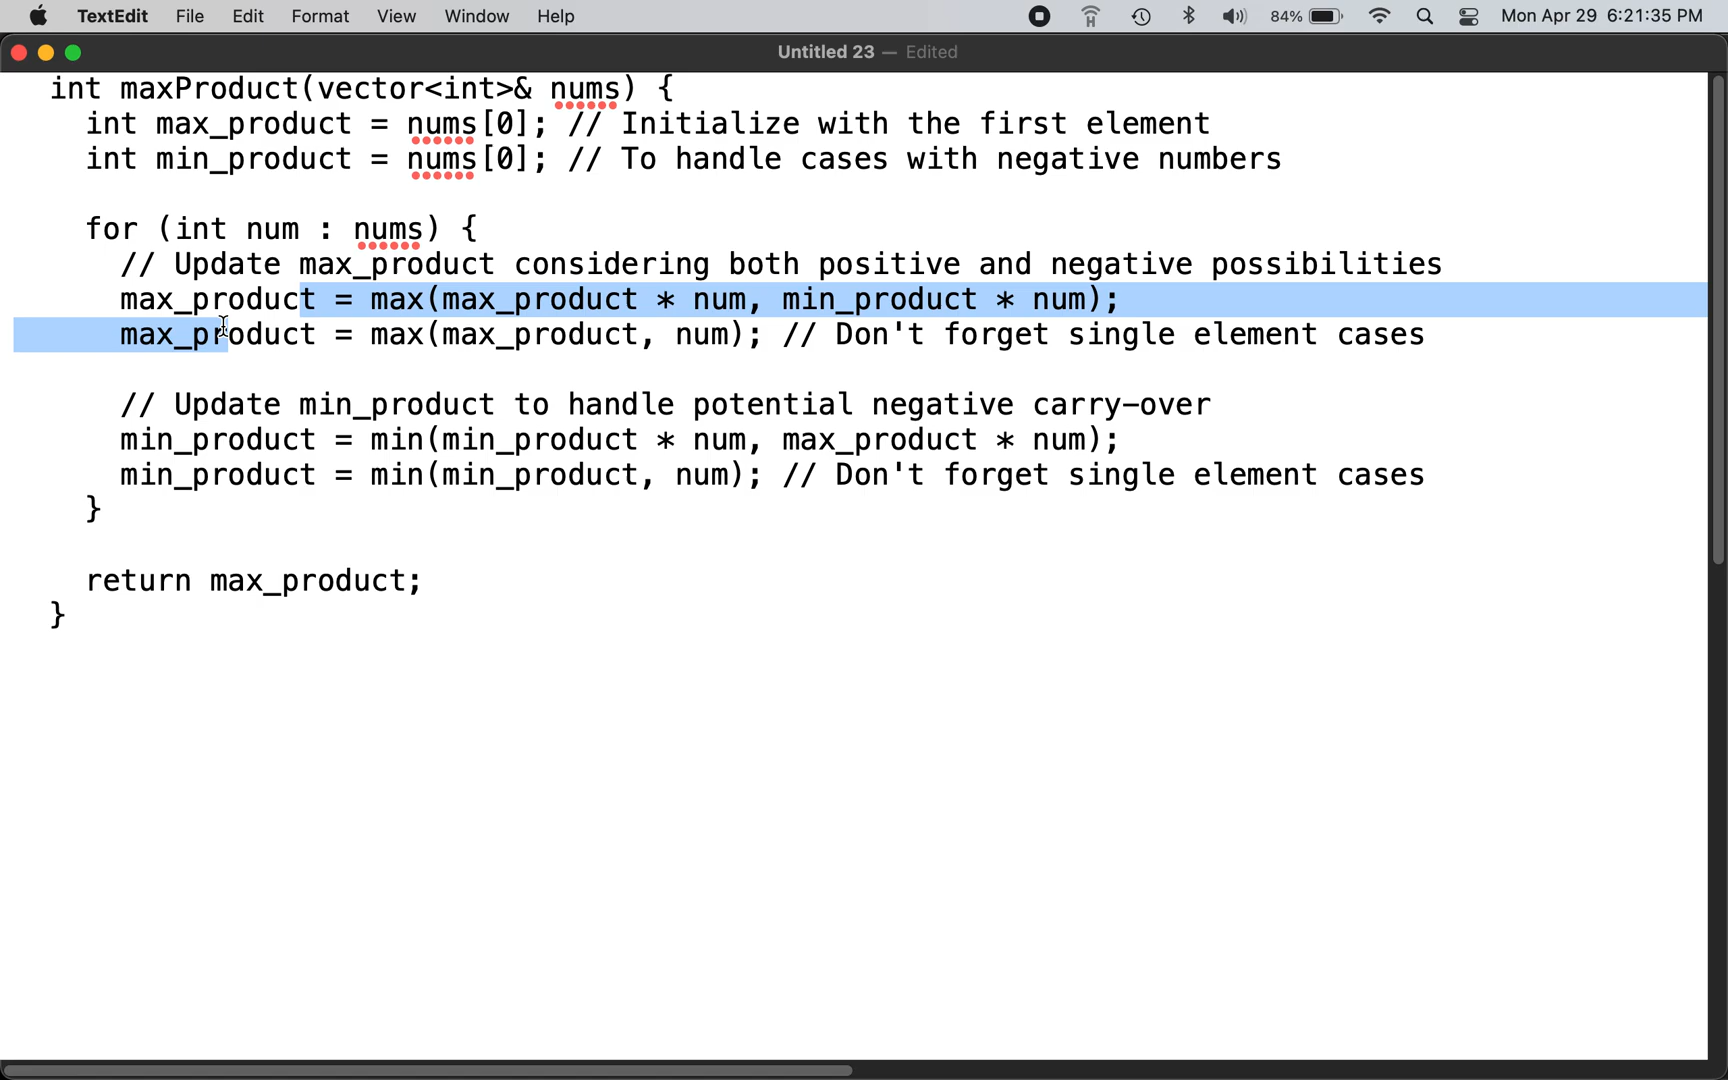 TextEdit File Edit Format View Window Help 84% Mon Apr 29 6:21:35 PM
Untitled 23 — Edited
int maxProduct(vector<int>& nums) {
  int max_product = nums[0]; // Initialize with the first element
  int min_product = nums[0]; // To handle cases with negative numbers
  for (int num : nums) {
    // Update max_product considering both positive and negative possibilities
    max_product = max(max_product * num, min_product * num);
    max_product = max(max_product, num); // Don't forget single element cases
    // Update min_product to handle potential negative carry-over
    min_product = min(min_product * num, max_product * num);
    min_product = min(min_product, num); // Don't forget single element cases
  }
  return max_product;
}